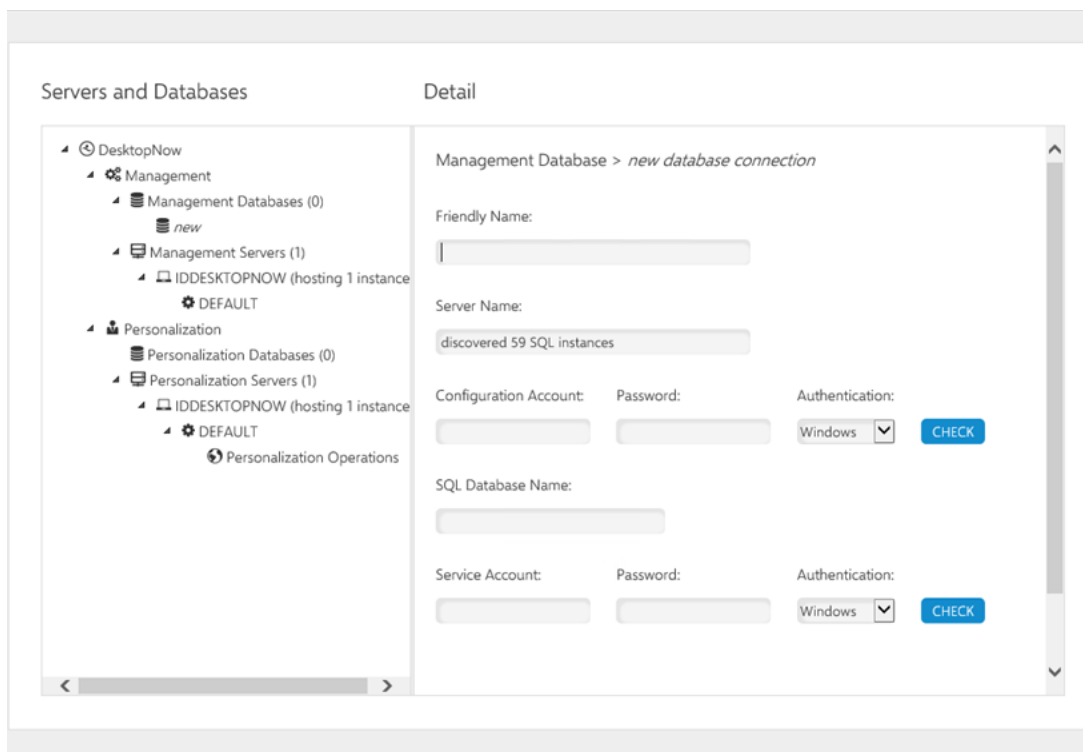 Servers and Databases
Detail
DesktopNow
Management
Management Databases (0)
new
Management Servers (1)
IDDESKTOPNOW (hosting 1 instance
DEFAULT
Personalization
Personalization Databases (0)
Personalization Servers (1)
IDDESKTOPNOW (hosting 1 instance
DEFAULT
Personalization Operations
Management Database > new database connection
Friendly Name:
Server Name:
discovered 59 SQL instances
Configuration Account: Password: Authentication:
Windows CHECK
SQL Database Name:
Service Account: Password: Authentication:
Windows CHECK